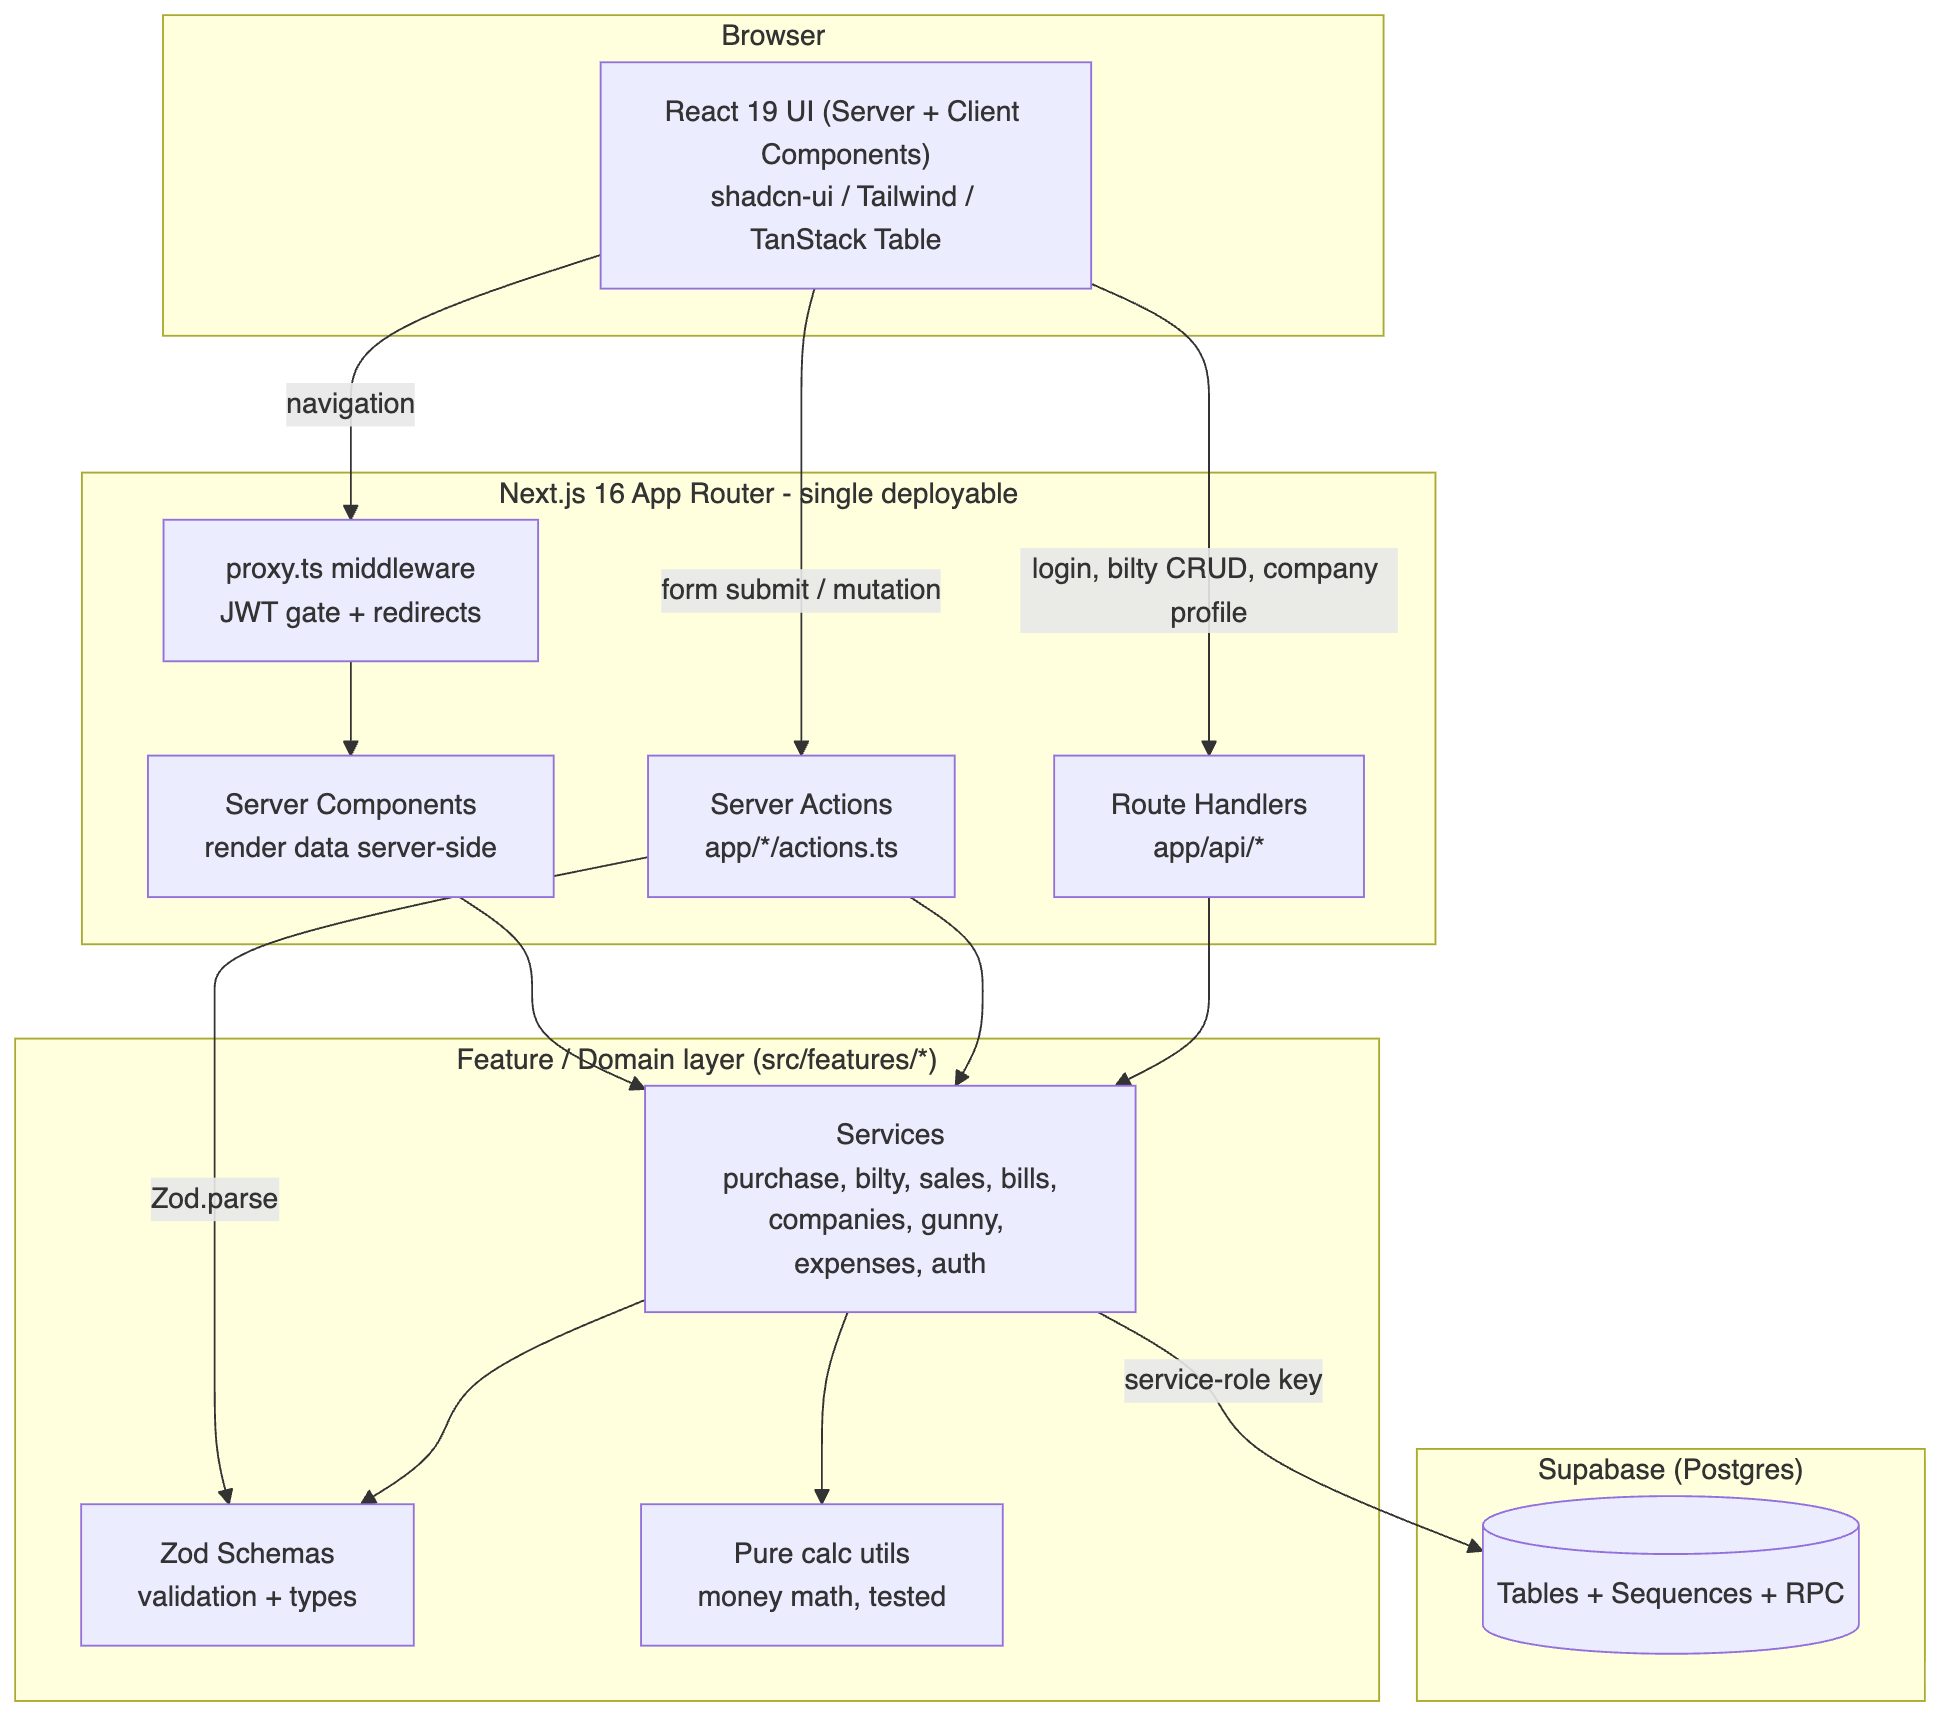 Browser
React 19 UI (Server + Client
Components)
shadcn-ui / Tailwind /
TanStack Table
navigation
Next.js 16 App Router - single deployable
proxy.ts middleware
JWT gate + redirects
form submit / mutation
login, bilty CRUD, company
profile
Server Components
render data server-side
Server Actions
app/*/actions.ts
Route Handlers
app/api/*
Feature / Domain layer (src/features/*)
Services
purchase, bilty, sales, bills,
companies, gunny,
expenses, auth
Zod.parse
service-role key
Supabase (Postgres)
Zod Schemas
validation + types
Pure calc utils
money math, tested
Tables + Sequences + RPC